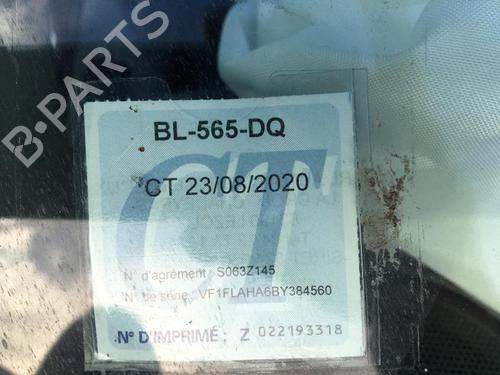 B-PARTS
BL-565-DQ
CT 23/08/2020
N° d'agrément S063Z145
N° de série VF1FLAHA6BY384560
N° D'IMPRIMÉ: Z 022193318